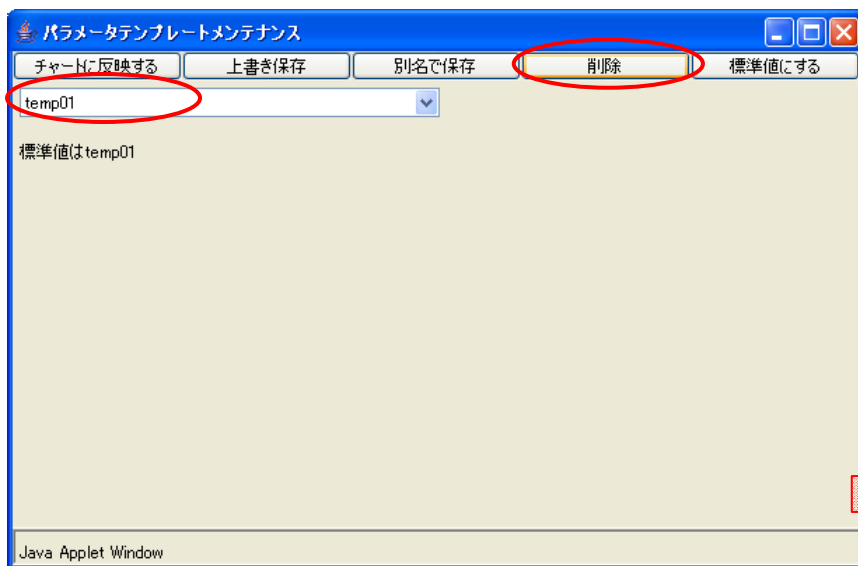 パラメータテンプレートメンテナンス
チャートに反映する 上書き保存 別名で保存 削除 標準値にする
temp01
標準値はtemp01
Java Applet Window